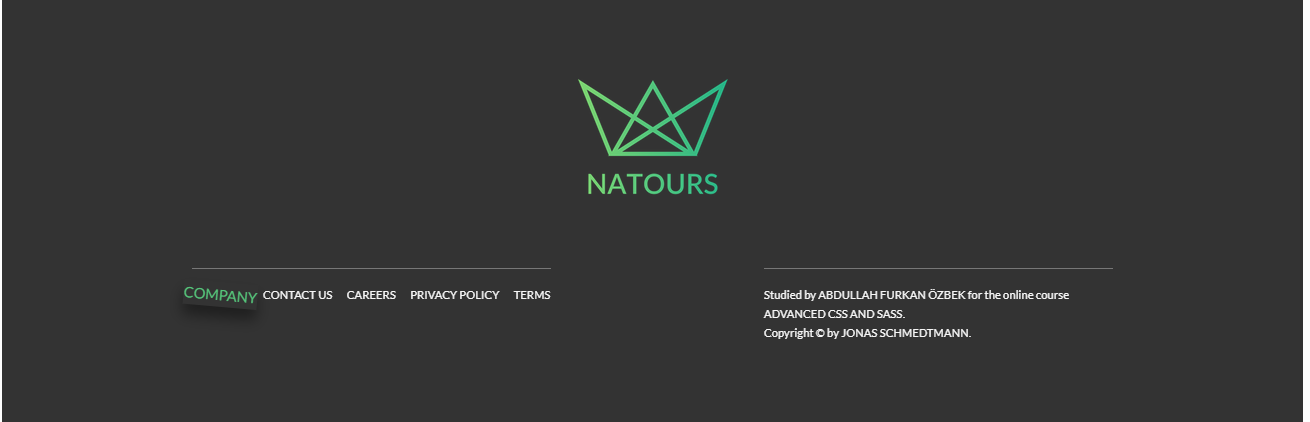 NATOURS
COMPANY CONTACT US CAREERS PRIVACY POLICY TERMS
Studied by ABDULLAH FURKAN ÖZBEK for the online course
ADVANCED CSS AND SASS.
Copyright © by JONAS SCHMEDTMANN.